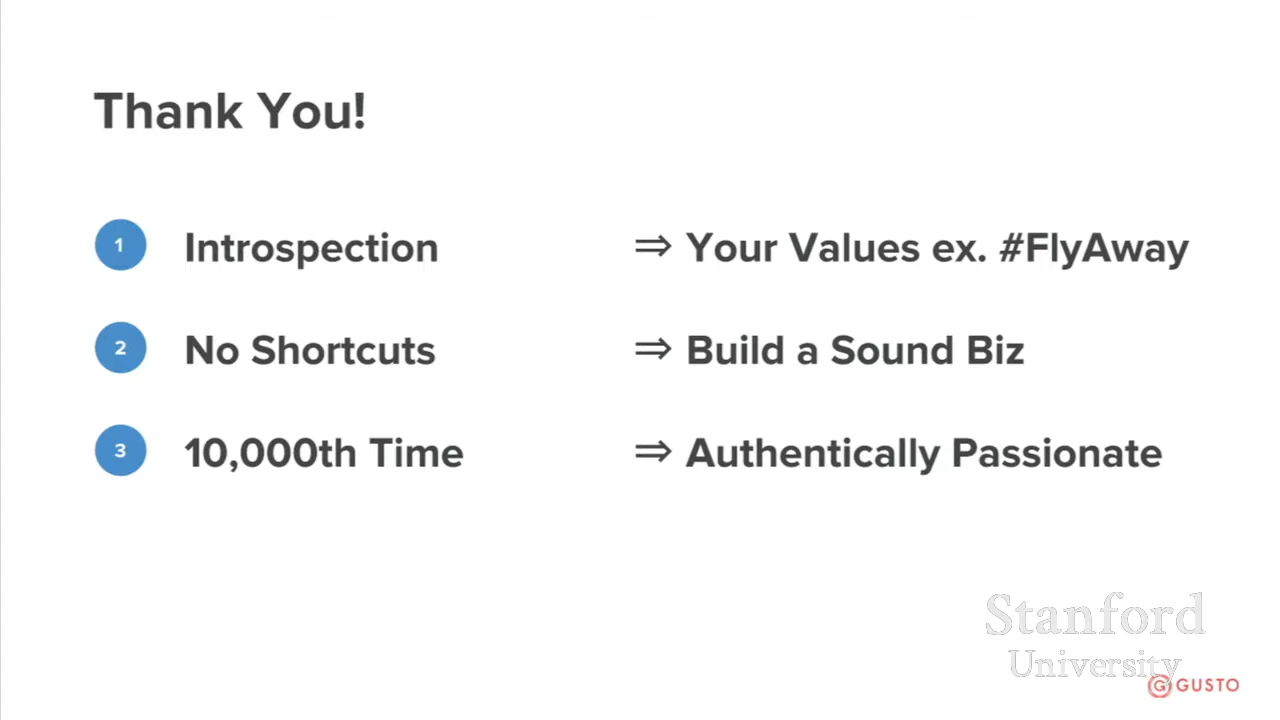 Thank You!
1 Introspection ⇒ Your Values ex. #FlyAway
2 No Shortcuts ⇒ Build a Sound Biz
3 10,000th Time ⇒ Authentically Passionate
Stanford
University
G GUSTO